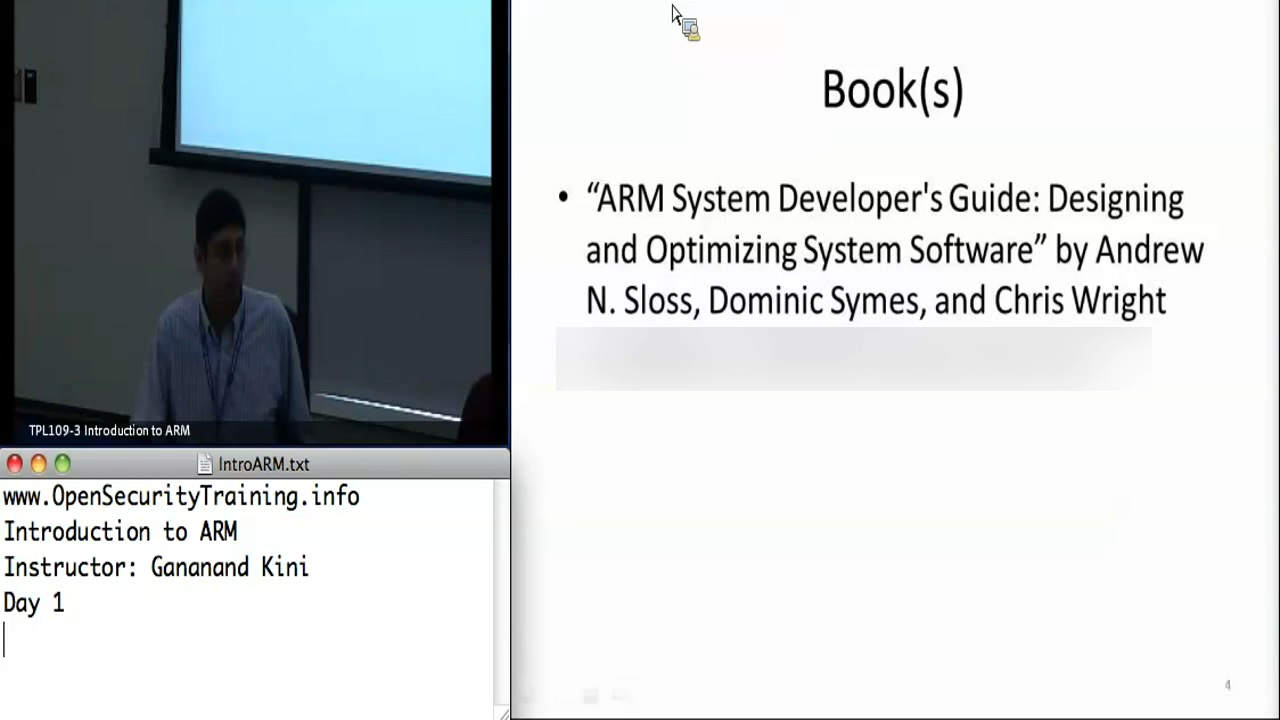 Book(s)
• “ARM System Developer's Guide: Designing
and Optimizing System Software” by Andrew
N. Sloss, Dominic Symes, and Chris Wright
4
TPL109-3 Introduction to ARM
IntroARM.txt
www.OpenSecurityTraining.info
Introduction to ARM
Instructor: Gananand Kini
Day 1